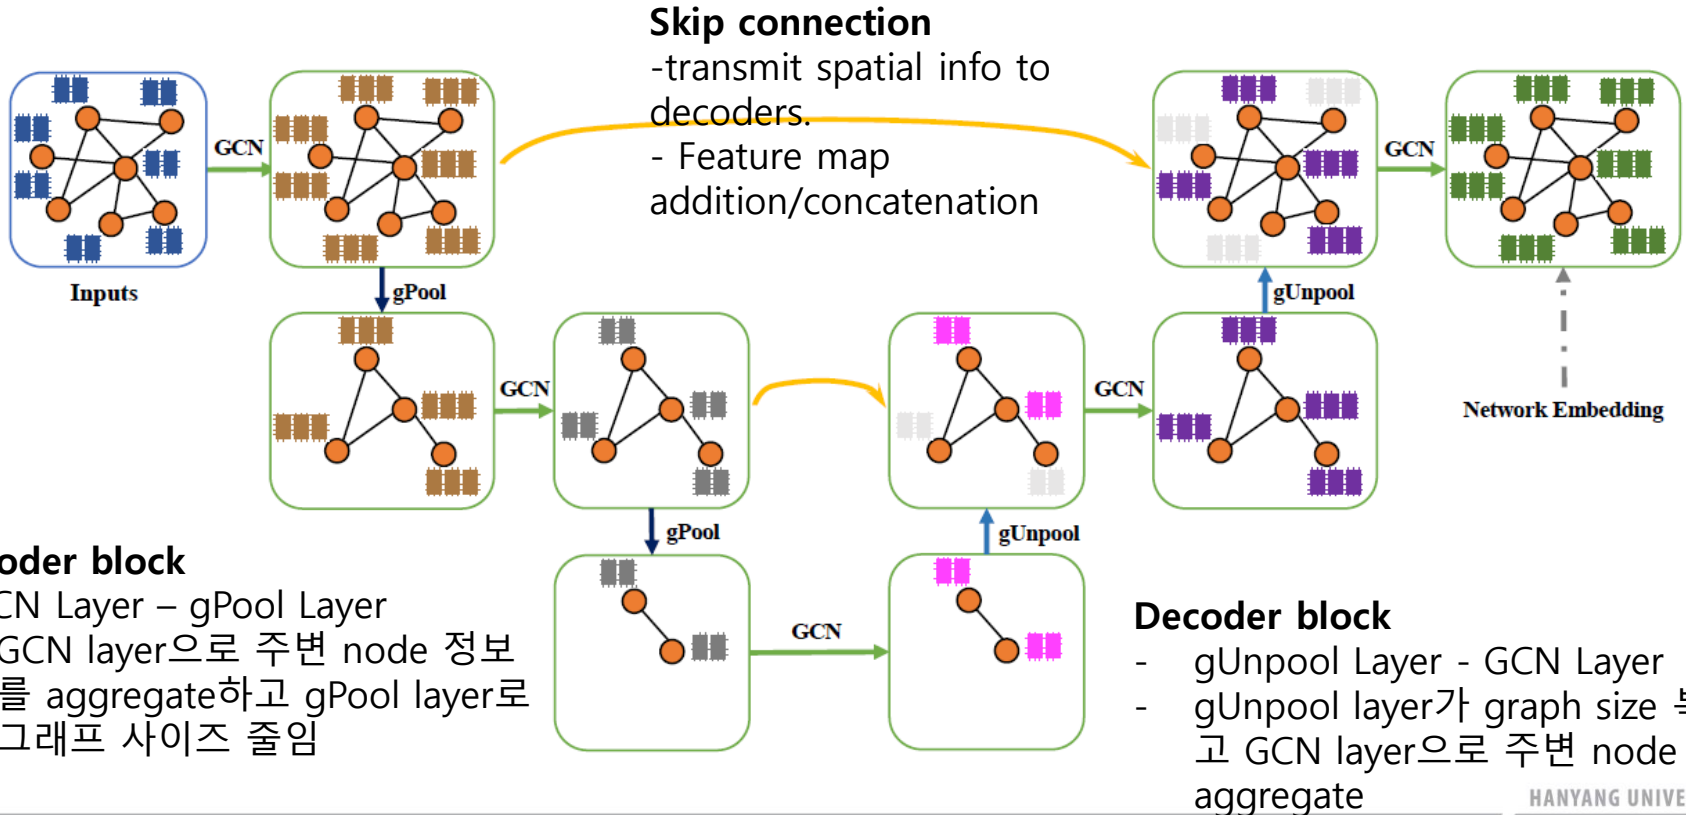 Skip connection
-transmit spatial info to
decoders.
- Feature map
addition/concatenation
GCN
GCN
Inputs
gPool
gUnpool
GCN
GCN
Network Embedding
gPool
gUnpool
GCN
oder block
CN Layer – gPool Layer
GCN layer으로 주변 node 정보
를 aggregate하고 gPool layer로
그래프 사이즈 줄임
Decoder block
- gUnpool Layer - GCN Layer
- gUnpool layer가 graph size
고 GCN layer으로 주변 node
aggregate
HANYANG UNIVE